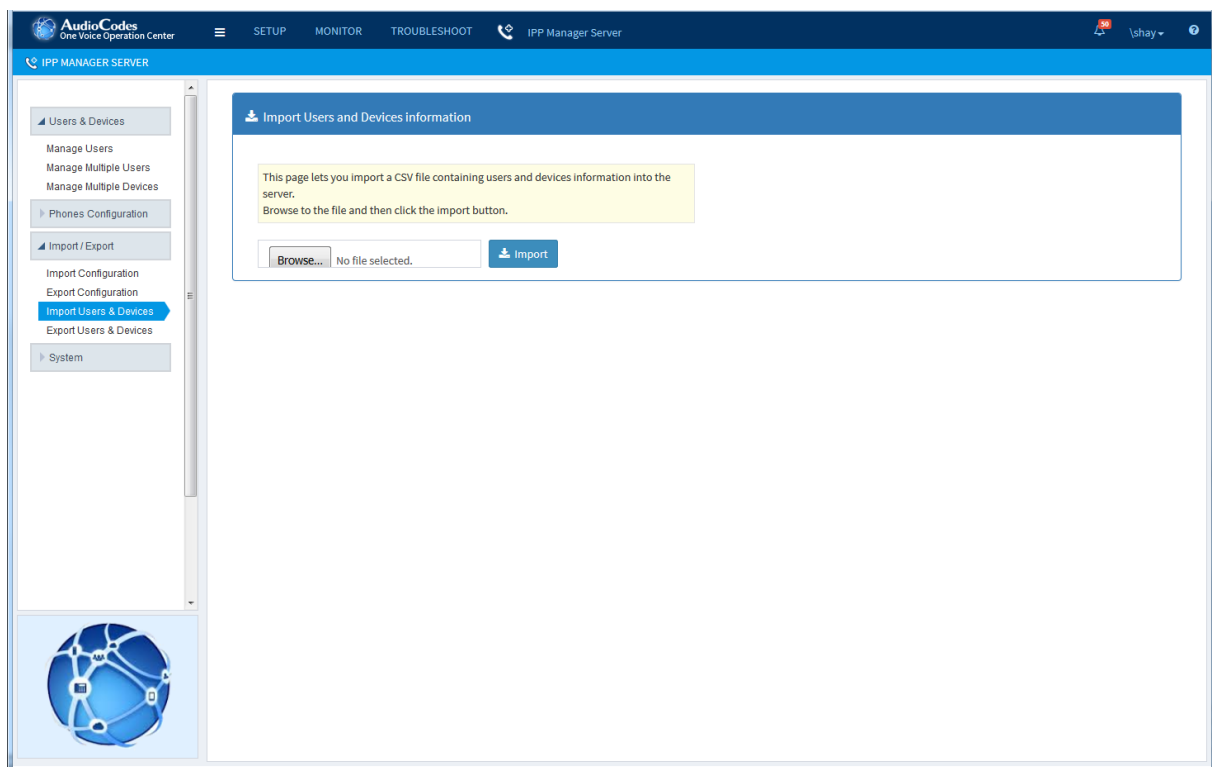 AudioCodes
One Voice Operation Center
SETUP MONITOR TROUBLESHOOT IPP Manager Server
50
\shay
IPP MANAGER SERVER
Users & Devices
Manage Users
Manage Multiple Users
Manage Multiple Devices
Phones Configuration
Import / Export
Import Configuration
Export Configuration
Import Users & Devices
Export Users & Devices
System
Import Users and Devices information
This page lets you import a CSV file containing users and devices information into the
server.
Browse to the file and then click the import button.
Browse... No file selected.
Import